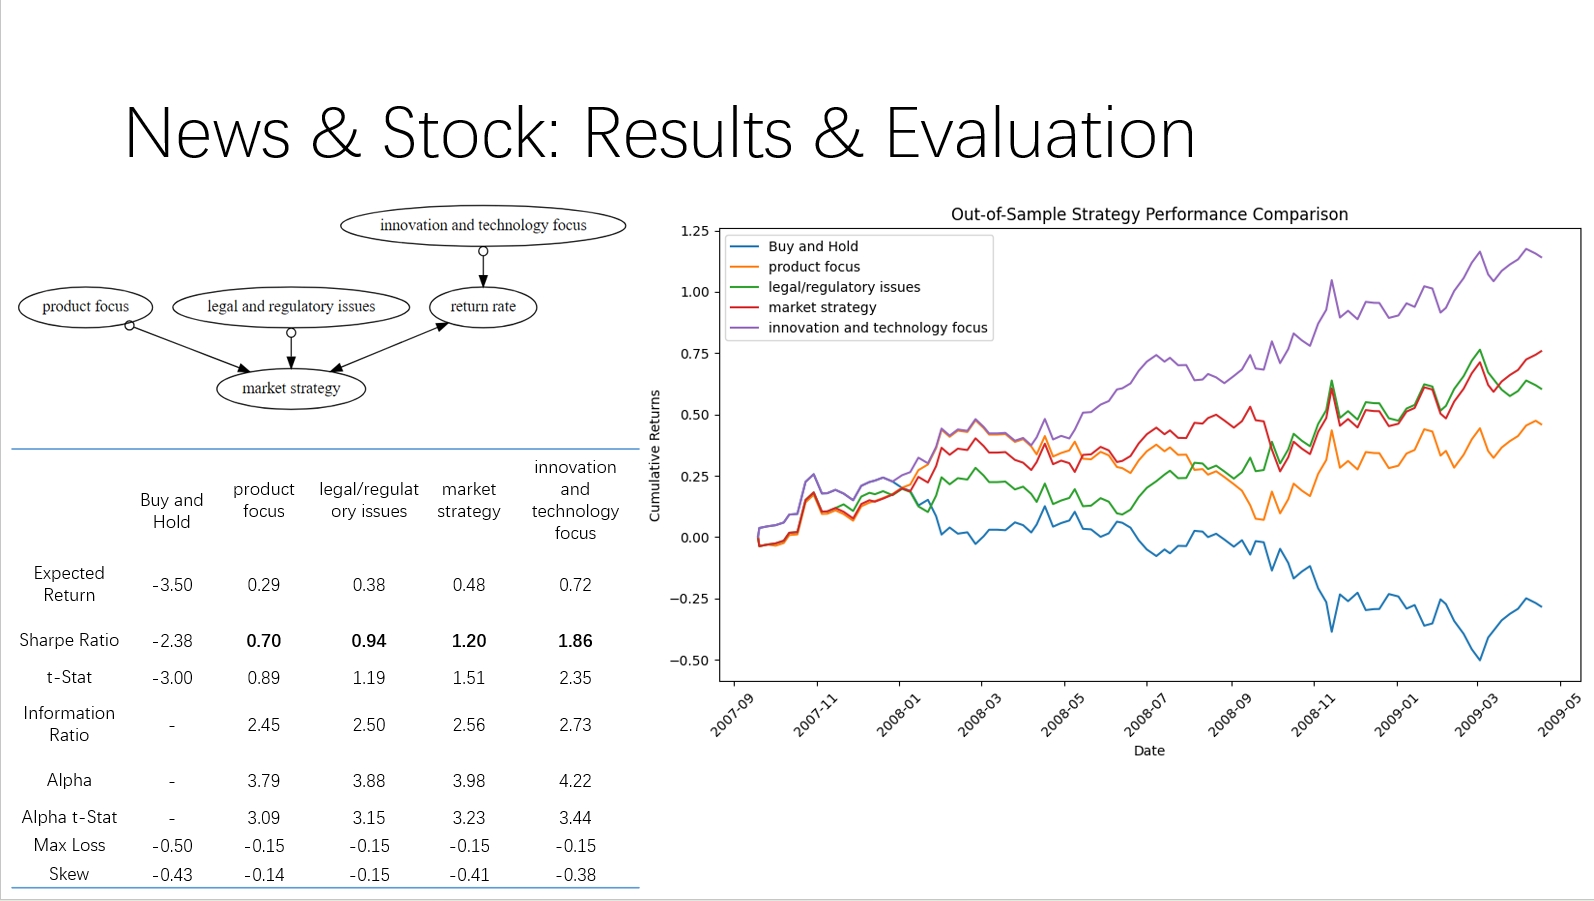 News & Stock: Results & Evaluation
innovation and technology focus
product focus
legal and regulatory issues
return rate
market strategy
Buy and
Hold
product
focus
legal/regulat
ory issues
market
strategy
innovation
and
technology
focus
Expected
Return
-3.50 0.29 0.38 0.48 0.72
Sharpe Ratio -2.38 0.70 0.94 1.20 1.86
t-Stat -3.00 0.89 1.19 1.51 2.35
Information
Ratio
- 2.45 2.50 2.56 2.73
Alpha - 3.79 3.88 3.98 4.22
Alpha t-Stat - 3.09 3.15 3.23 3.44
Max Loss -0.50 -0.15 -0.15 -0.15 -0.15
Skew -0.43 -0.14 -0.15 -0.41 -0.38
Out-of-Sample Strategy Performance Comparison
Buy and Hold
product focus
legal/regulatory issues
market strategy
innovation and technology focus
Cumulative Returns
1.25
1.00
0.75
0.50
0.25
0.00
−0.25
−0.50
2007-09 2007-11 2008-01 2008-03 2008-05 2008-07 2008-09 2008-11 2009-01 2009-03 2009-05
Date